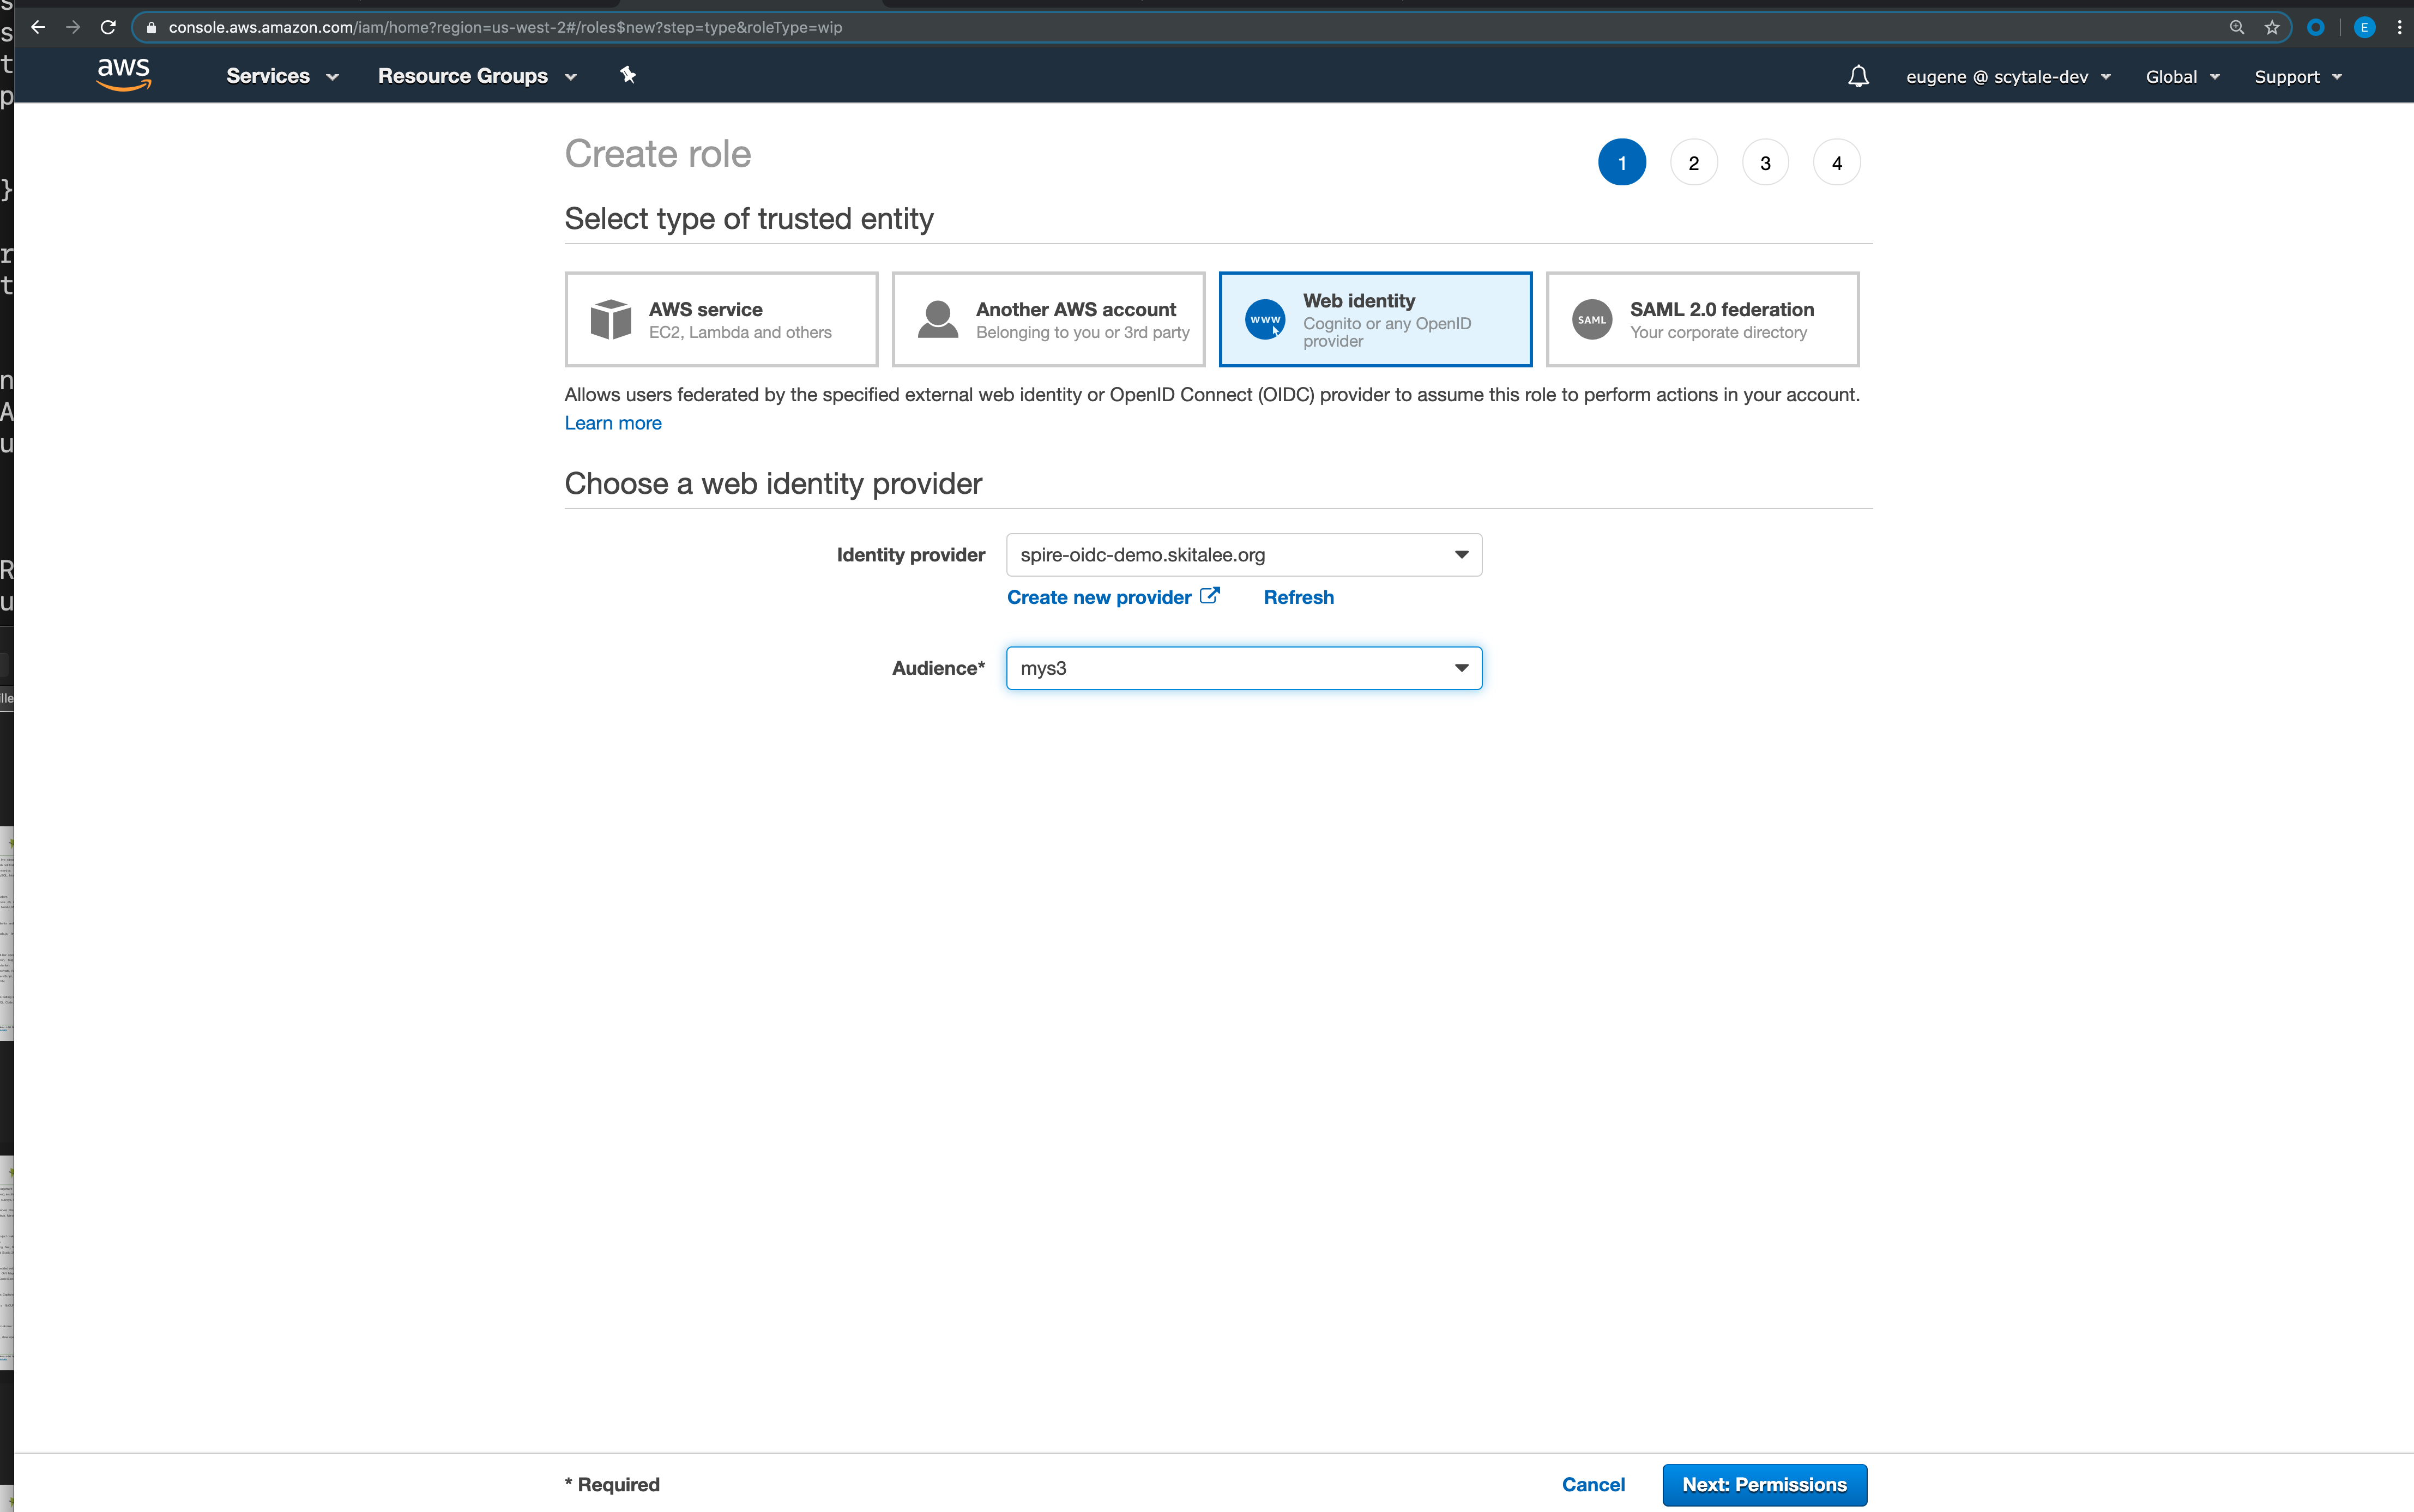 console.aws.amazon.com/iam/home?region=us-west-2#/roles$new?step=type&roleType=wip
E
aws
Services
Resource Groups
eugene @ scytale-dev
Global
Support
Create role
1
2
3
4
Select type of trusted entity
AWS service
EC2, Lambda and others
Another AWS account
Belonging to you or 3rd party
www
Web identity
Cognito or any OpenID
provider
SAML
SAML 2.0 federation
Your corporate directory
Allows users federated by the specified external web identity or OpenID Connect (OIDC) provider to assume this role to perform actions in your account.
Learn more
Choose a web identity provider
Identity provider
spire-oidc-demo.skitalee.org
Create new provider
Refresh
Audience*
mys3
* Required
Cancel
Next: Permissions